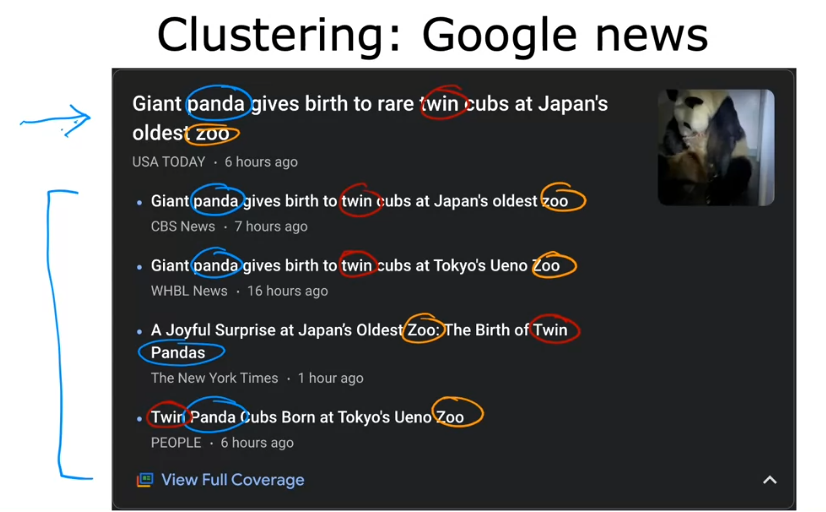 Clustering: Google news
Giant panda gives birth to rare twin cubs at Japan's
oldest zoo
USA TODAY · 6 hours ago
• Giant panda gives birth to twin cubs at Japan's oldest zoo
CBS News · 7 hours ago
• Giant panda gives birth to twin cubs at Tokyo's Ueno Zoo
WHBL News · 16 hours ago
• A Joyful Surprise at Japan's Oldest Zoo: The Birth of Twin
Pandas
The New York Times · 1 hour ago
• Twin Panda Cubs Born at Tokyo's Ueno Zoo
PEOPLE · 6 hours ago
View Full Coverage